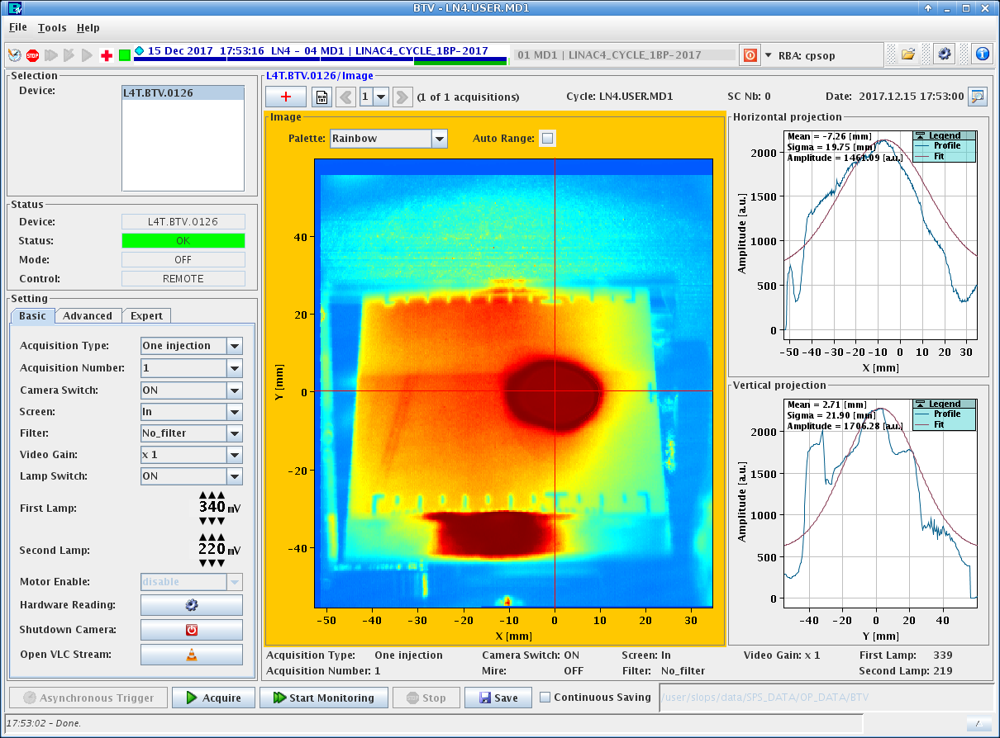 BTV - LN4.USER.MD1
File Tools Help
STOP 15 Dec 2017 17:53:16 LN4 - 04 MD1 | LINAC4_CYCLE_1BP-2017 01 MD1 | LINAC4_CYCLE_1BP-2017 RBA: cpsop
Selection
Device: L4T.BTV.0126
Status
Device: L4T.BTV.0126
Status: OK
Mode: OFF
Control: REMOTE
Setting
Basic Advanced Expert
Acquisition Type: One injection
Acquisition Number: 1
Camera Switch: ON
Screen: In
Filter: No_filter
Video Gain: x 1
Lamp Switch: ON
First Lamp: 340 mV
Second Lamp: 220 mV
Motor Enable: disable
Hardware Reading:
Shutdown Camera:
Open VLC Stream:
L4T.BTV.0126/Image
1 (1 of 1 acquisitions) Cycle: LN4.USER.MD1 SC Nb: 0 Date: 2017.12.15 17:53:00
Image
Palette: Rainbow Auto Range:
40
20
0
-20
-40
Y [mm]
-50 -40 -30 -20 -10 0 10 20 30
X [mm]
Horizontal projection
Mean = -7.26 [mm]
Sigma = 19.75 [mm]
Amplitude = 1461.09 [a.u.]
Legend
Profile
Fit
2000
1500
1000
500
0
Amplitude [a.u.]
-50 -40 -30 -20 -10 0 10 20 30
X [mm]
Vertical projection
Mean = 2.71 [mm]
Sigma = 21.90 [mm]
Amplitude = 1706.28 [a.u.]
Legend
Profile
Fit
2000
1500
1000
500
0
Amplitude [a.u.]
-40 -20 0 20 40
Y [mm]
Acquisition Type: One injection Camera Switch: ON Screen: In Video Gain: x 1 First Lamp: 339
Acquisition Number: 1 Mire: OFF Filter: No_filter Second Lamp: 219
Asynchronous Trigger Acquire Start Monitoring Stop Save Continuous Saving /user/slops/data/SPS_DATA/OP_DATA/BTV
17:53:02 - Done.